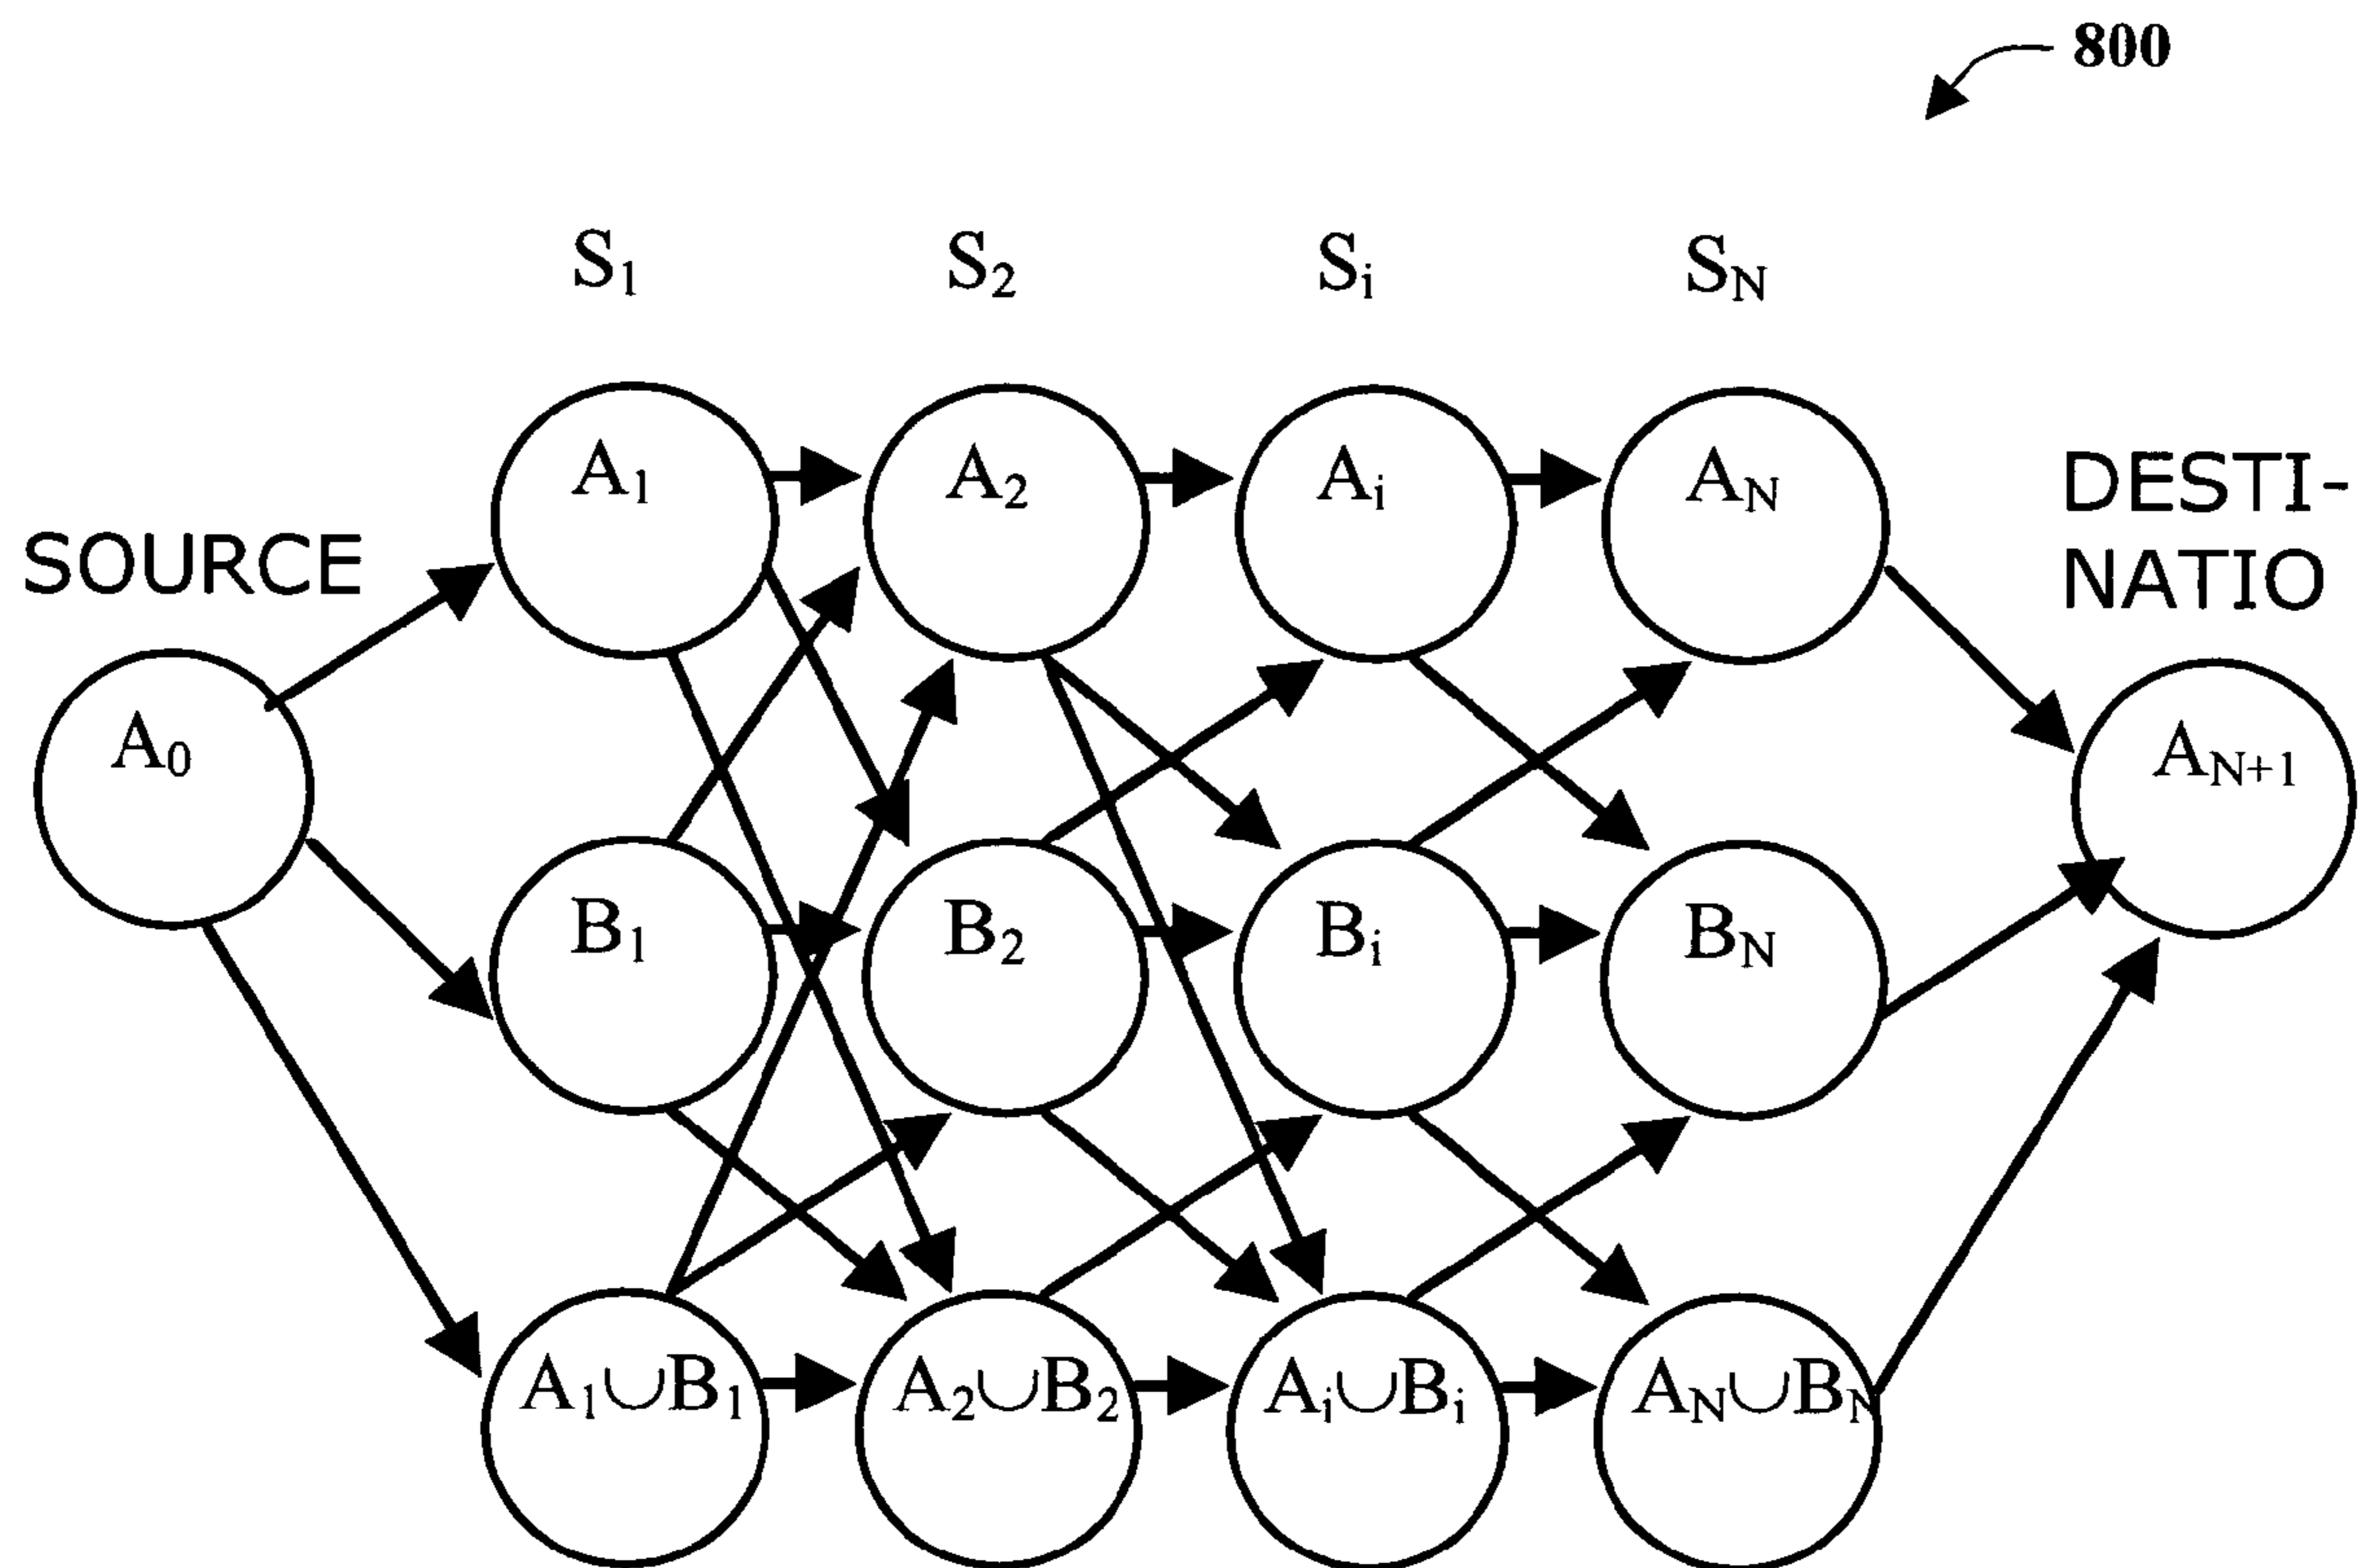 800
S1 S2 Si SN
SOURCE
DESTI-
NATIO
A1 A2 Ai AN
A0
AN+1
B1 B2 Bi BN
A1∪B1 A2∪B2 Ai∪Bi AN∪BN